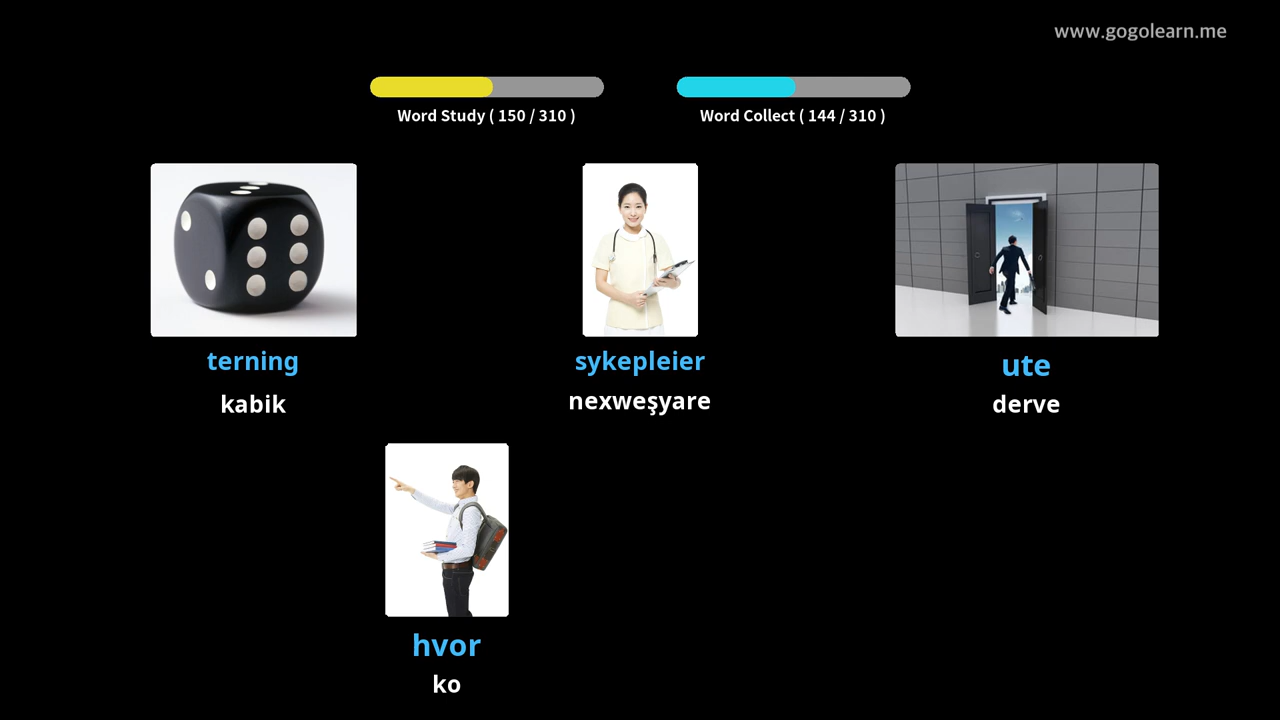 www.gogolearn.me
Word Study ( 150 / 310 )
Word Collect ( 144 / 310 )
terning
kabik
sykepleier
nexweşyare
ute
derve
hvor
ko